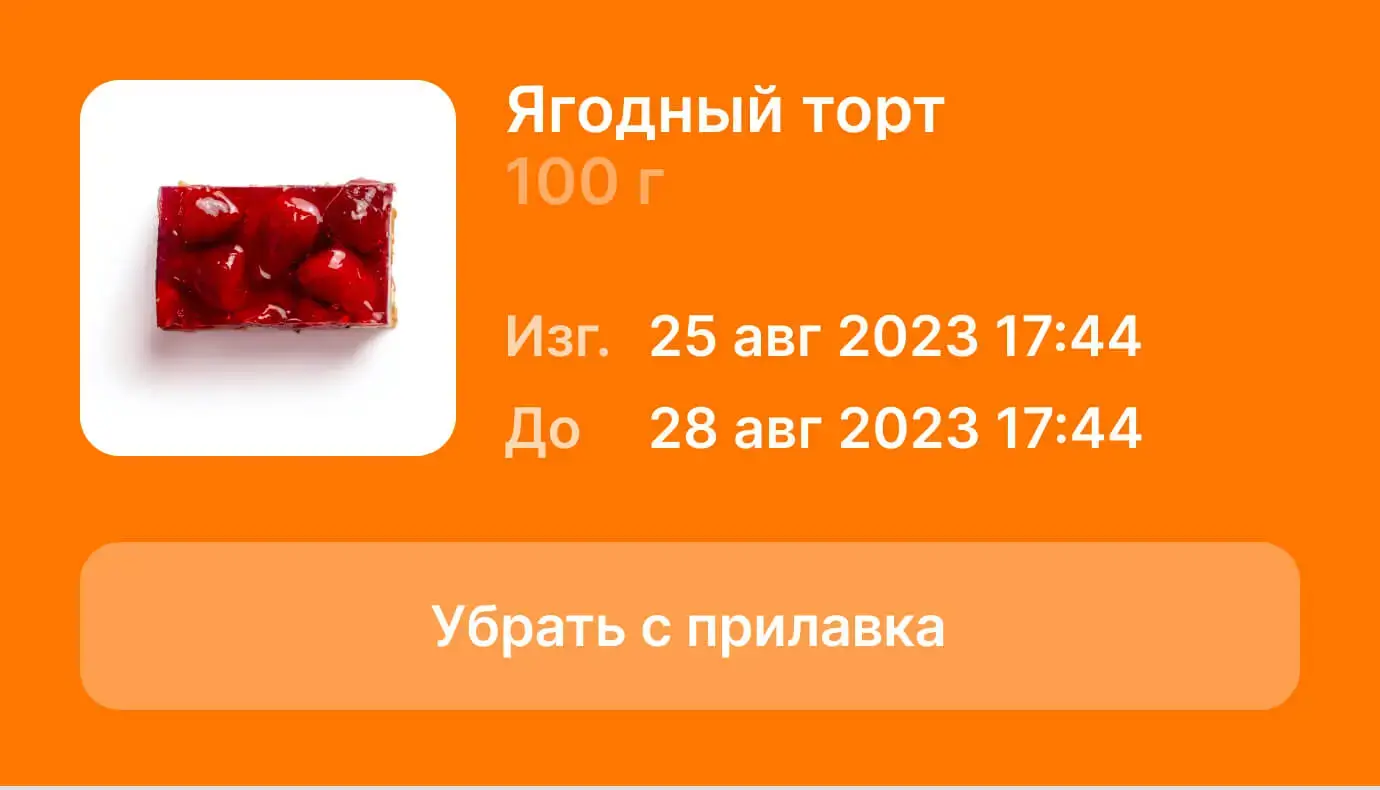 Ягодный торт
100 г
Изг. 25 авг 2023 17:44
До 28 авг 2023 17:44
Убрать с прилавка